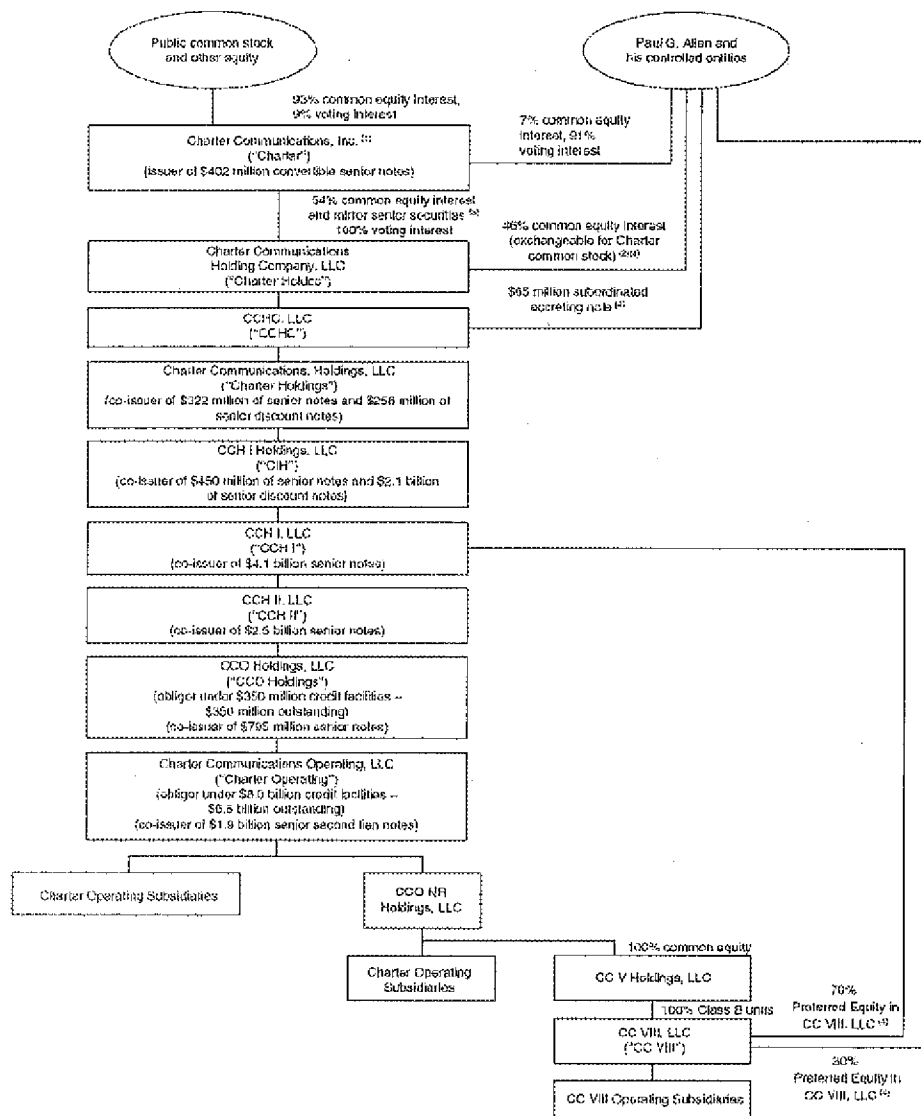 Public common stock
and other equity
Paul G. Allen and
his controlled entities
93% common equity interest,
9% voting interest
7% common equity
interest, 91%
voting interest
Charter Communications, Inc. (1)
("Charter")
(issuer of $402 million convertible senior notes)
54% common equity interest
and mirror senior securities
100% voting interest
46% common equity interest
(exchangeable for Charter
common stock)
Charter Communications
Holding Company, LLC
("Charter Holdco")
$65 million subordinated
accreting note
CCHC, LLC
("CCHC")
Charter Communications, Holdings, LLC
("Charter Holdings")
(co-issuer of $322 million of senior notes and $256 million of
senior discount notes)
CCH I Holdings, LLC
("CIH")
(co-issuer of $450 million of senior notes and $2.1 billion
of senior discount notes)
CCH I, LLC
("CCH I")
(co-issuer of $4.1 billion senior notes)
CCH II, LLC
("CCH II")
(co-issuer of $2.5 billion senior notes)
CCO Holdings, LLC
("CCO Holdings")
(obligor under $350 million credit facilities –
$350 million outstanding)
(co-issuer of $795 million senior notes)
Charter Communications Operating, LLC
("Charter Operating")
(obligor under $8.0 billion credit facilities –
$6.5 billion outstanding)
(co-issuer of $1.9 billion senior second lien notes)
Charter Operating Subsidiaries
CCO NR
Holdings, LLC
100% common equity
Charter Operating
Subsidiaries
CC V Holdings, LLC
100% Class B units
70%
Preferred Equity in
CC VIII, LLC
CC VIII, LLC
("CC VIII")
30%
Preferred Equity in
CC VIII, LLC
CC VIII Operating Subsidiaries